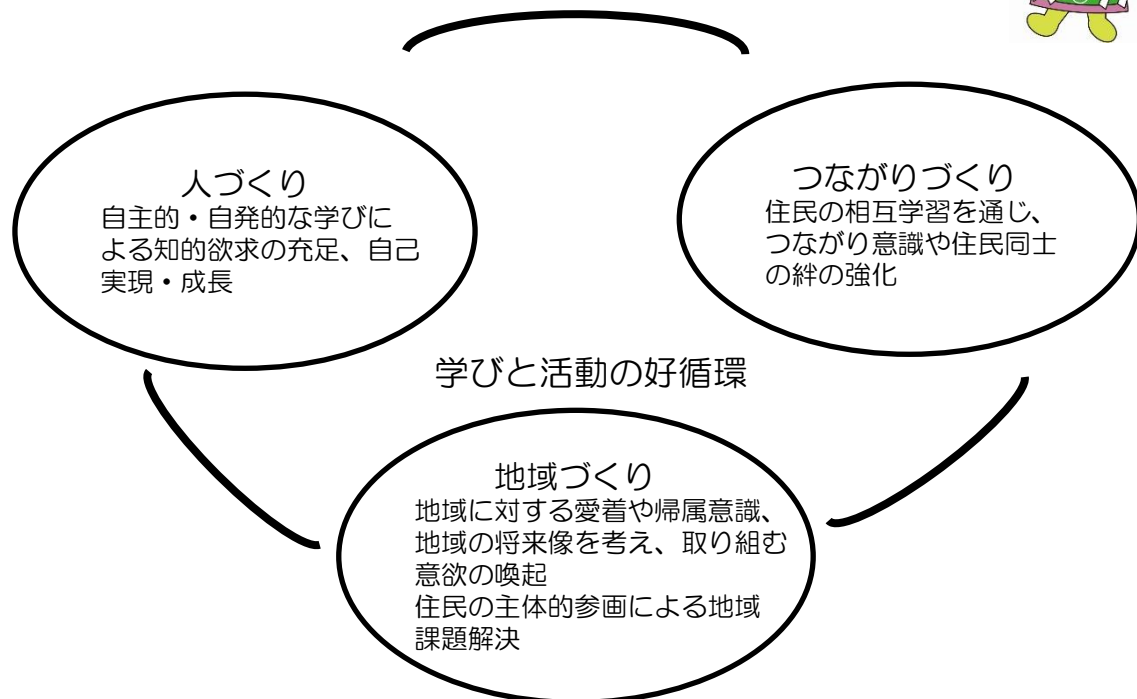 人づくり
自主的・自発的な学びに
よる知的欲求の充足、自己
実現・成長
つながりづくり
住民の相互学習を通じ、
つながり意識や住民同士
の絆の強化
学びと活動の好循環
地域づくり
地域に対する愛着や帰属意識、
地域の将来像を考え、取り組む
意欲の喚起
住民の主体的参画による地域
課題解決